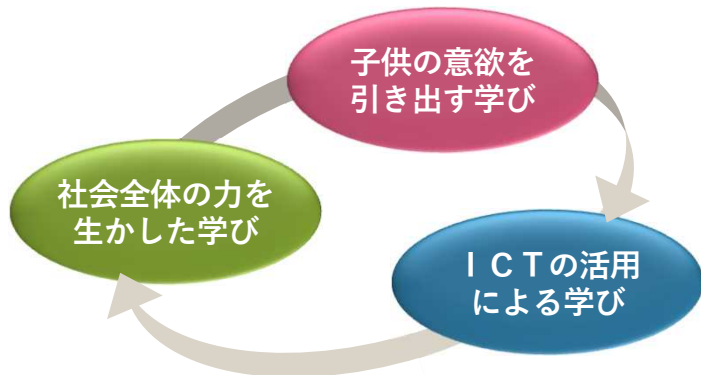 子供の意欲を
引き出す学び
社会全体の力を
生かした学び
ＩＣＴの活用
による学び